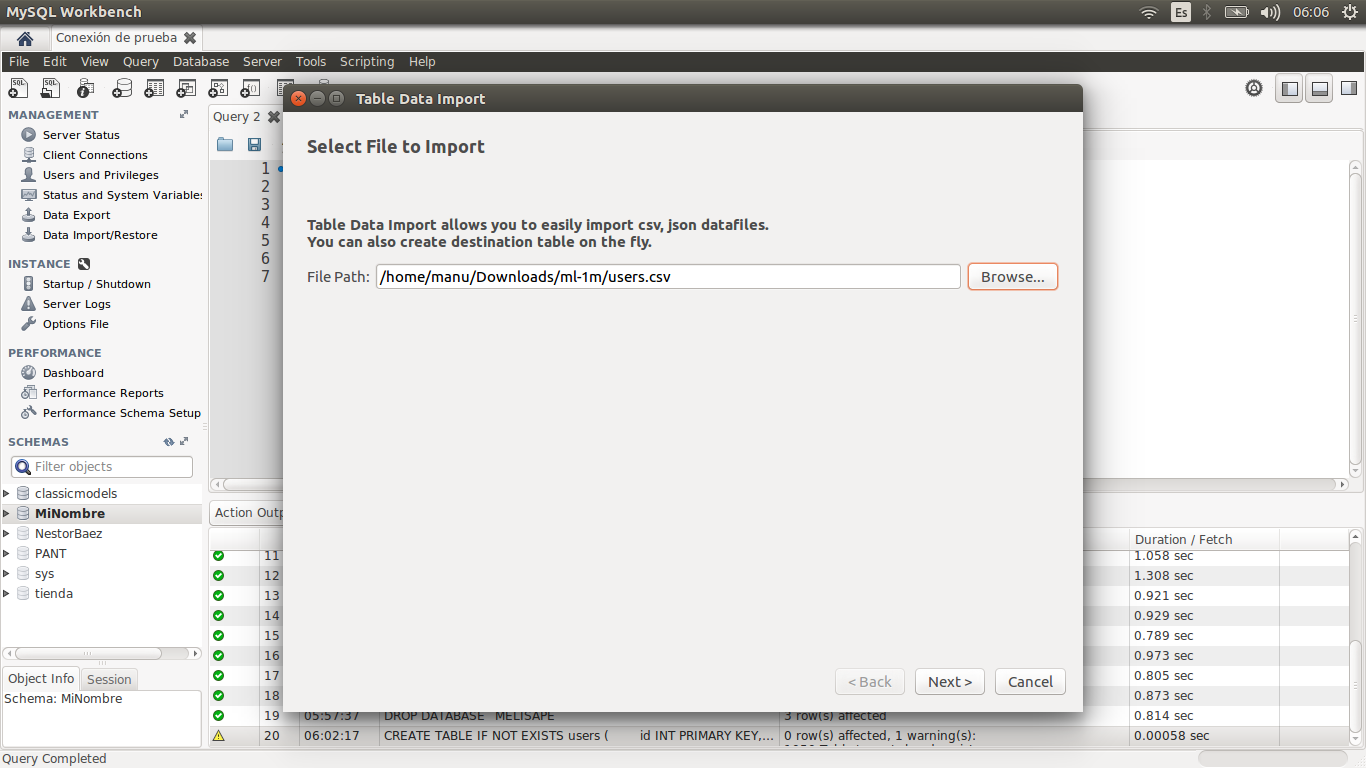 MySQL Workbench
Es
06:06
Conexión de prueba
File Edit View Query Database Server Tools Scripting Help
Table Data Import
MANAGEMENT
Server Status
Client Connections
Users and Privileges
Status and System Variables
Data Export
Data Import/Restore
INSTANCE
Startup / Shutdown
Server Logs
Options File
PERFORMANCE
Dashboard
Performance Reports
Performance Schema Setup
SCHEMAS
Filter objects
classicmodels
MiNombre
NestorBaez
PANT
sys
tienda
Object Info Session
Schema: MiNombre
Query 2
1
2
3
4
5
6
7
Select File to Import
Table Data Import allows you to easily import csv, json datafiles.
You can also create destination table on the fly.
File Path: /home/manu/Downloads/ml-1m/users.csv Browse...
< Back Next > Cancel
Action Outp
Duration / Fetch
11 1.058 sec
12 1.308 sec
13 0.921 sec
14 0.929 sec
15 0.789 sec
16 0.973 sec
17 0.805 sec
18 0.873 sec
19 05:57:37 DROP DATABASE MELISAPE 3 row(s) affected 0.814 sec
20 06:02:17 CREATE TABLE IF NOT EXISTS users ( id INT PRIMARY KEY,... 0 row(s) affected, 1 warning(s): 0.00058 sec
Query Completed